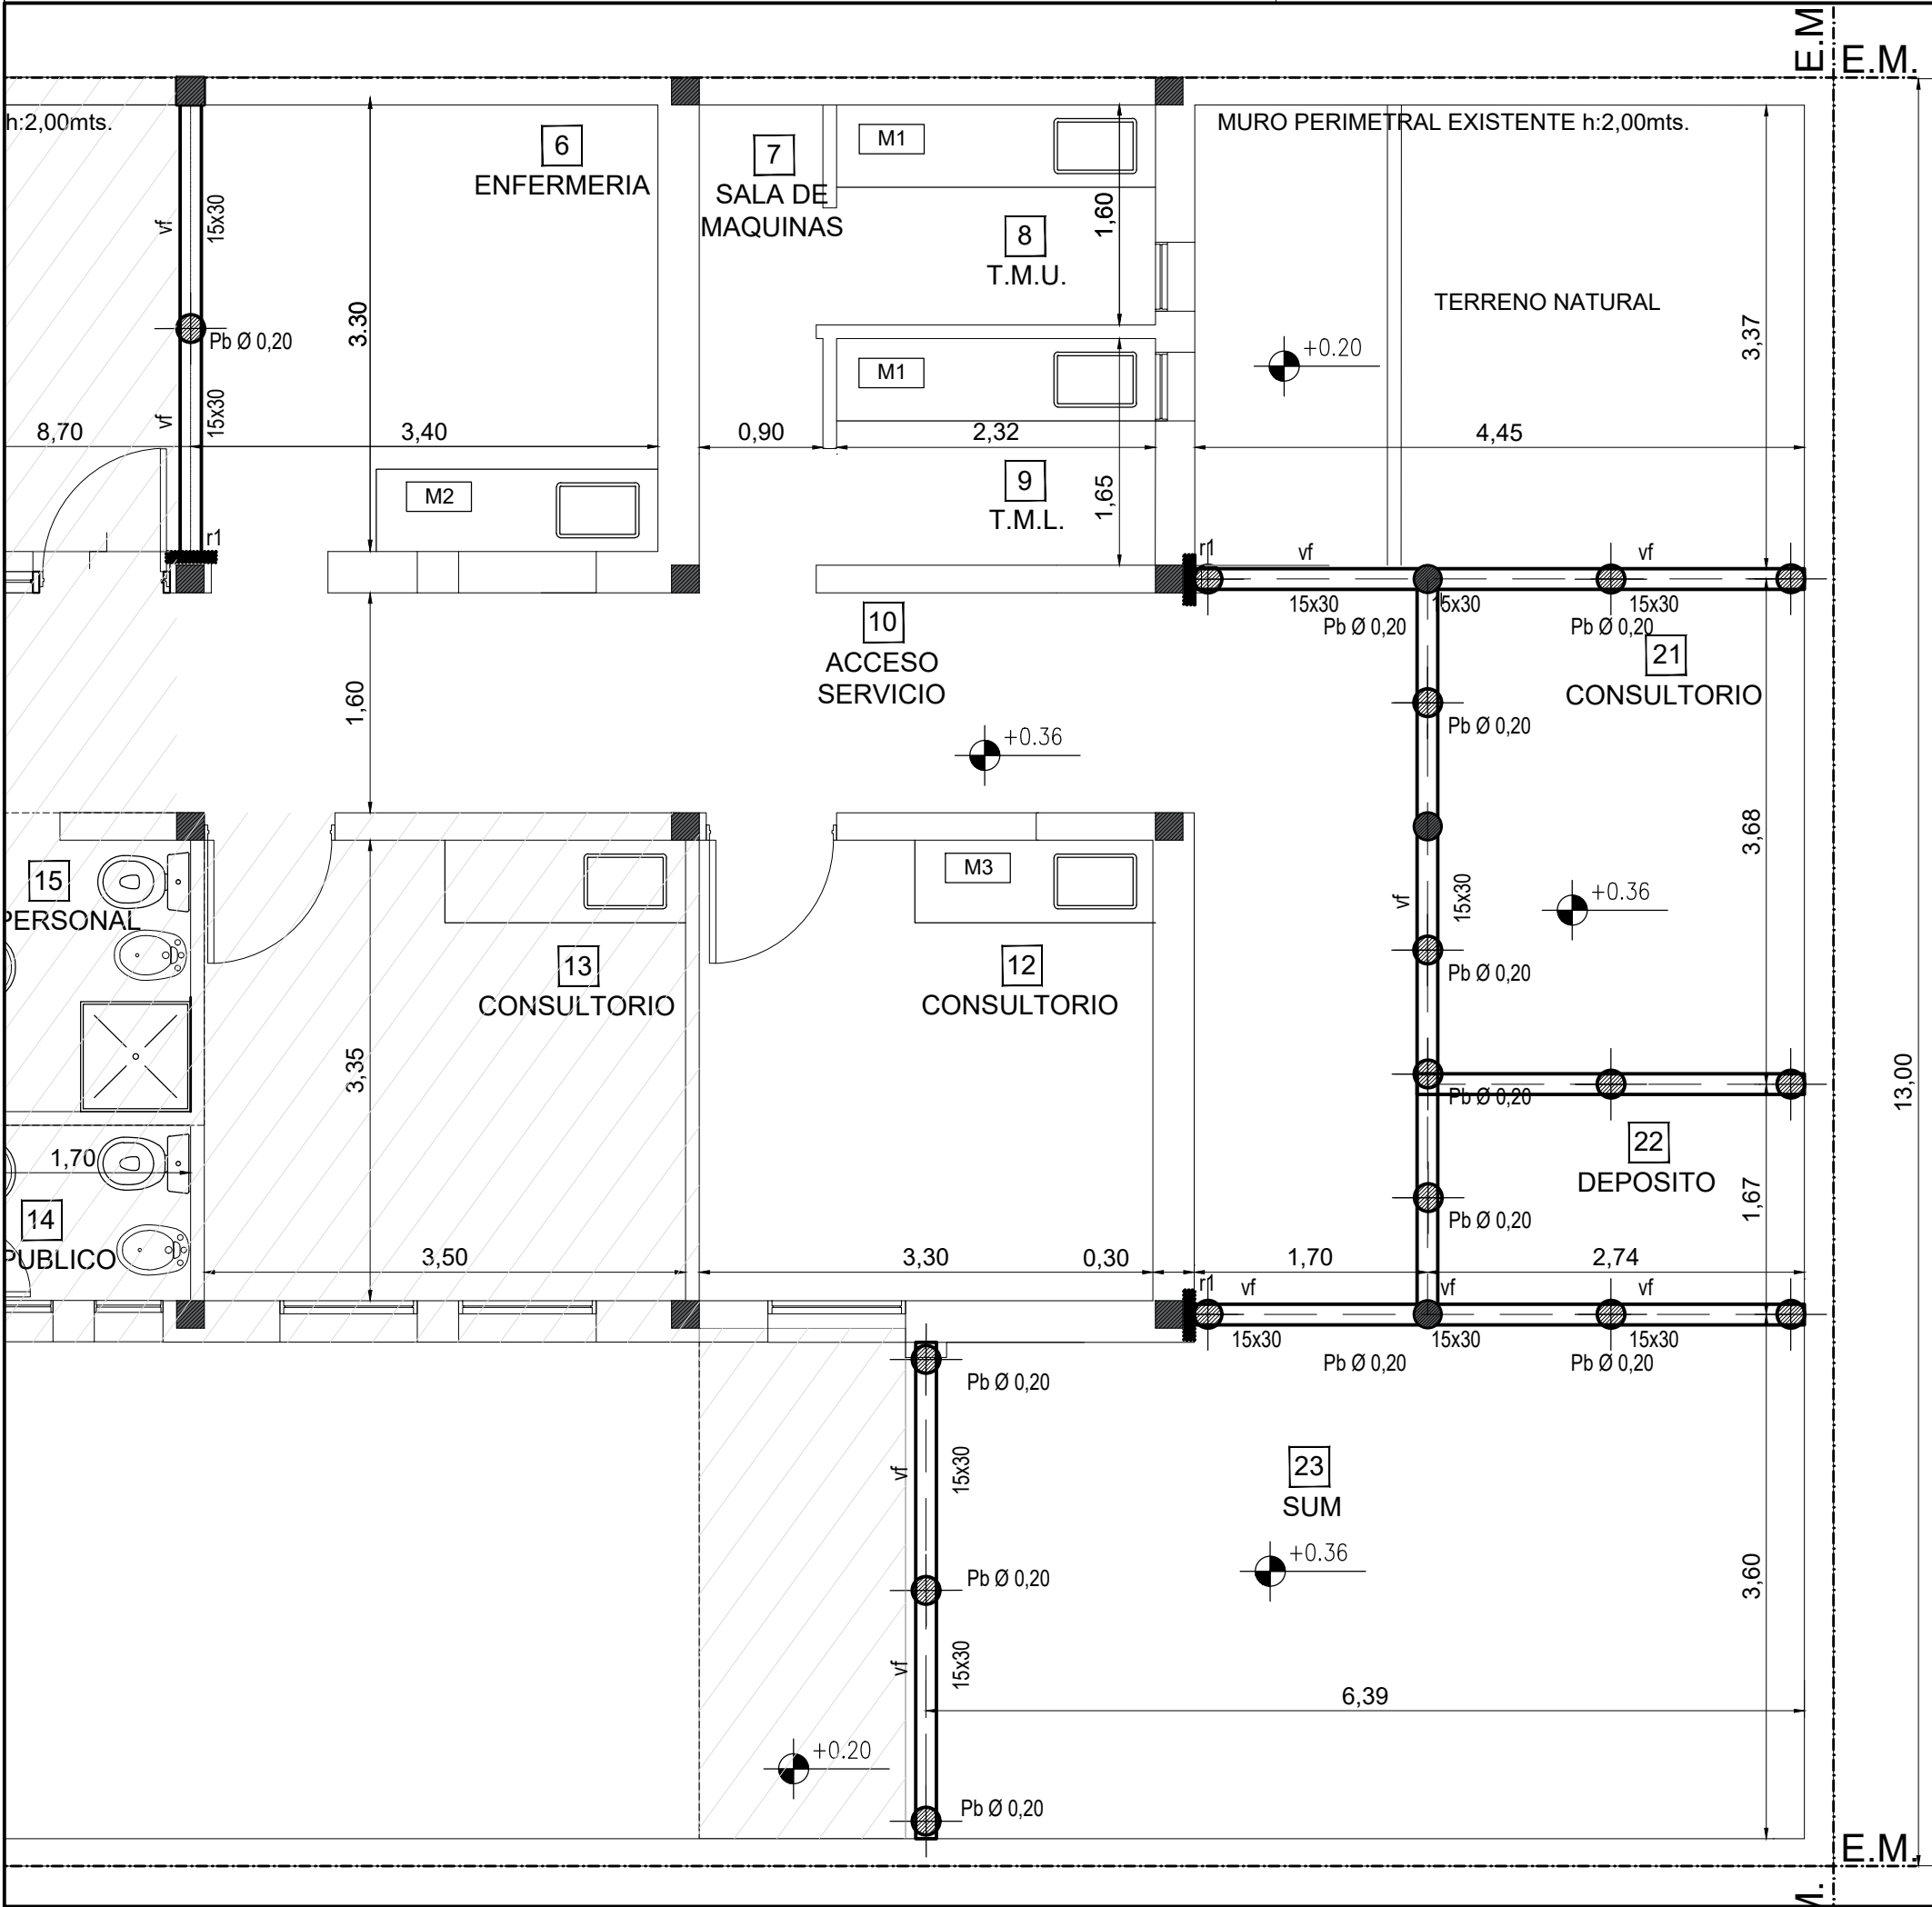 E.M
E.M.
h:2,00mts.
6
ENFERMERIA
7
SALA DE
MAQUINAS
M1
8
T.M.U.
1,60
MURO PERIMETRAL EXISTENTE h:2,00mts.
TERRENO NATURAL
+0.20
3,37
vf
15x30
Pb Ø 0,20
3.30
vf
15x30
M1
8,70
3,40
0,90
2,32
4,45
M2
9
T.M.L.
1,65
r1
r1
vf
vf
15x30
15x30
15x30
Pb Ø 0,20
Pb Ø 0,20
10
ACCESO
SERVICIO
1,60
+0.36
21
CONSULTORIO
Pb Ø 0,20
3,68
15
PERSONAL
M3
vf
15x30
+0.36
13
CONSULTORIO
12
CONSULTORIO
Pb Ø 0,20
3,35
13,00
Pb Ø 0,20
22
DEPOSITO
1,67
1,70
14
PUBLICO
Pb Ø 0,20
3,50
3,30
0,30
1,70
2,74
r1
vf
vf
vf
15x30
15x30
15x30
Pb Ø 0,20
Pb Ø 0,20
Pb Ø 0,20
vf
15x30
23
SUM
+0.36
Pb Ø 0,20
3,60
vf
15x30
6,39
+0.20
Pb Ø 0,20
E.M.
M.